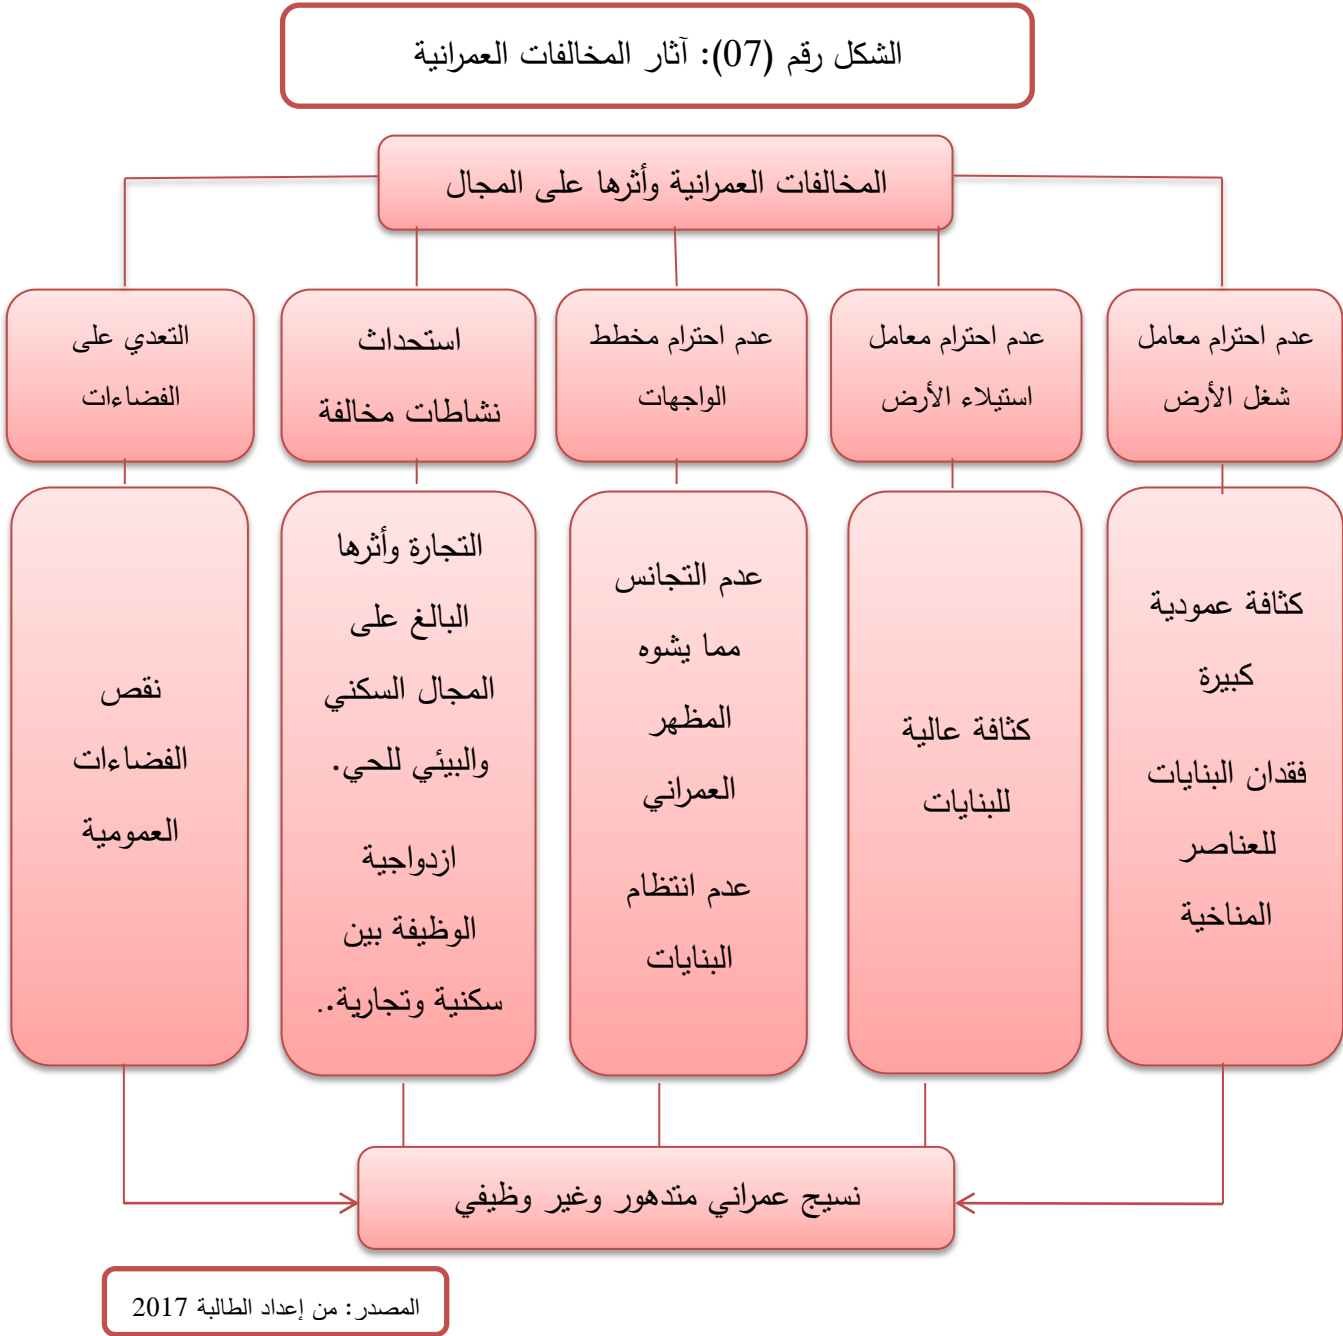 الشكل رقم (07): آثار المخالفات العمرانية
المخالفات العمرانية وأثرها على المجال
عدم احترام معامل
شغل الأرض
عدم احترام معامل
استيلاء الأرض
عدم احترام مخطط
الواجهات
استحداث
نشاطات مخالفة
التعدي على
الفضاءات
كثافة عمودية
كبيرة
فقدان البنايات
للعناصر
المناخية
كثافة عالية
للبنايات
عدم التجانس
مما يشوه
المظهر
العمراني
عدم انتظام
البنايات
التجارة وأثرها
البالغ على
المجال السكني
والبيئي للحي.
ازدواجية
الوظيفة بين
سكنية وتجارية..
نقص
الفضاءات
العمومية
نسيج عمراني متدهور وغير وظيفي
المصدر: من إعداد الطالبة 2017